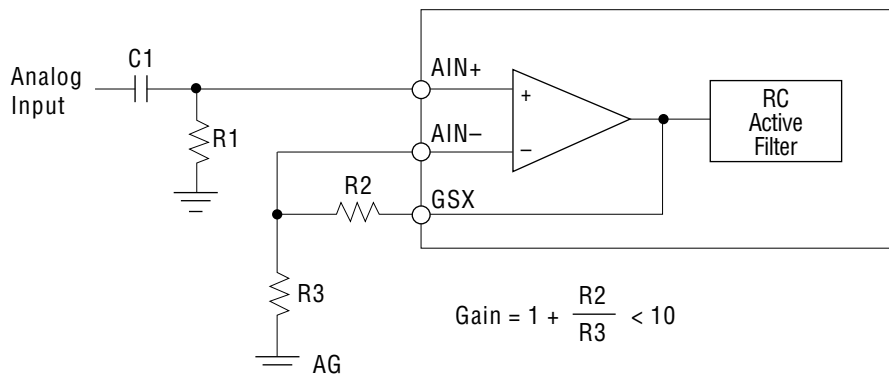 C1
Analog
Input
R1
AIN+
+
AIN–
–
R2
GSX
R3
AG
RC
Active
Filter
Gain = 1 + R2/R3 < 10